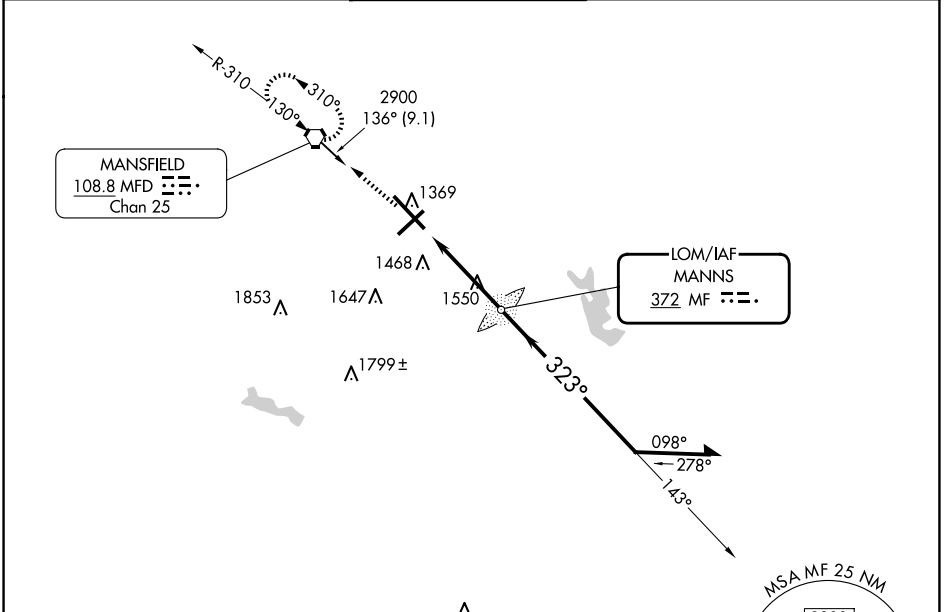 R-310
310°
130°
2900
136° (9.1)
MANSFIELD
108.8 MFD
Chan 25
1369
LOM/IAF
MANNS
372 MF
1468
1853
1647
1550
1799±
323°
098°
278°
143°
MSA MF 25 NM